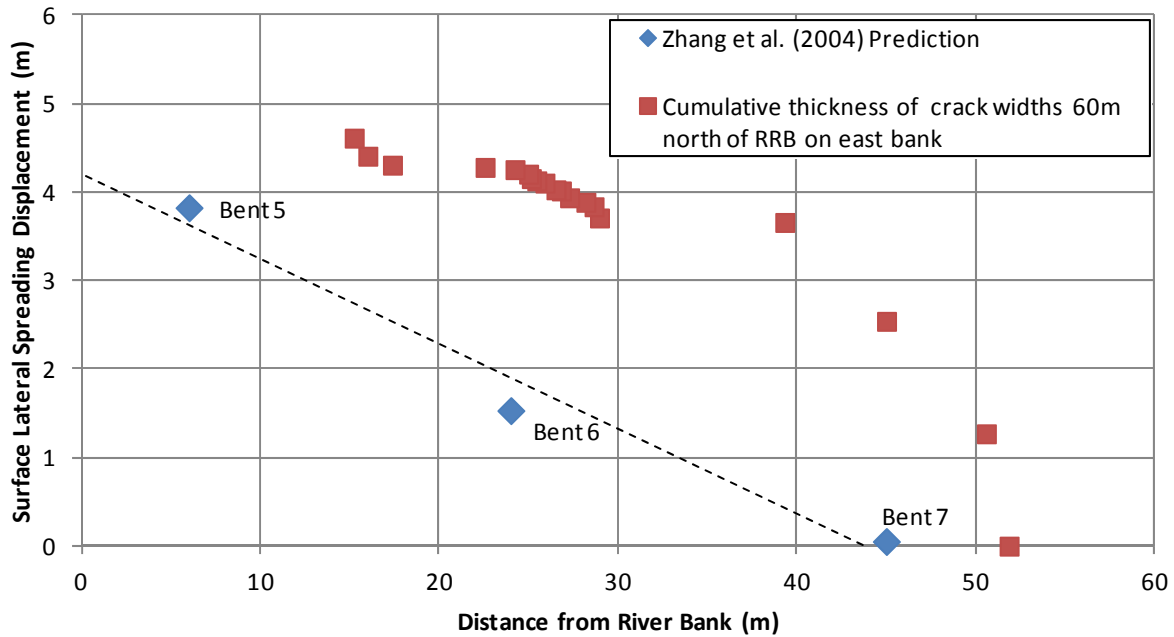 6
5
4
3
2
1
0
Surface Lateral Spreading Displacement (m)
Zhang et al. (2004) Prediction
Cumulative thickness of crack widths 60m
north of RRB on east bank
Bent 5
Bent 6
Bent 7
0 10 20 30 40 50 60
Distance from River Bank (m)